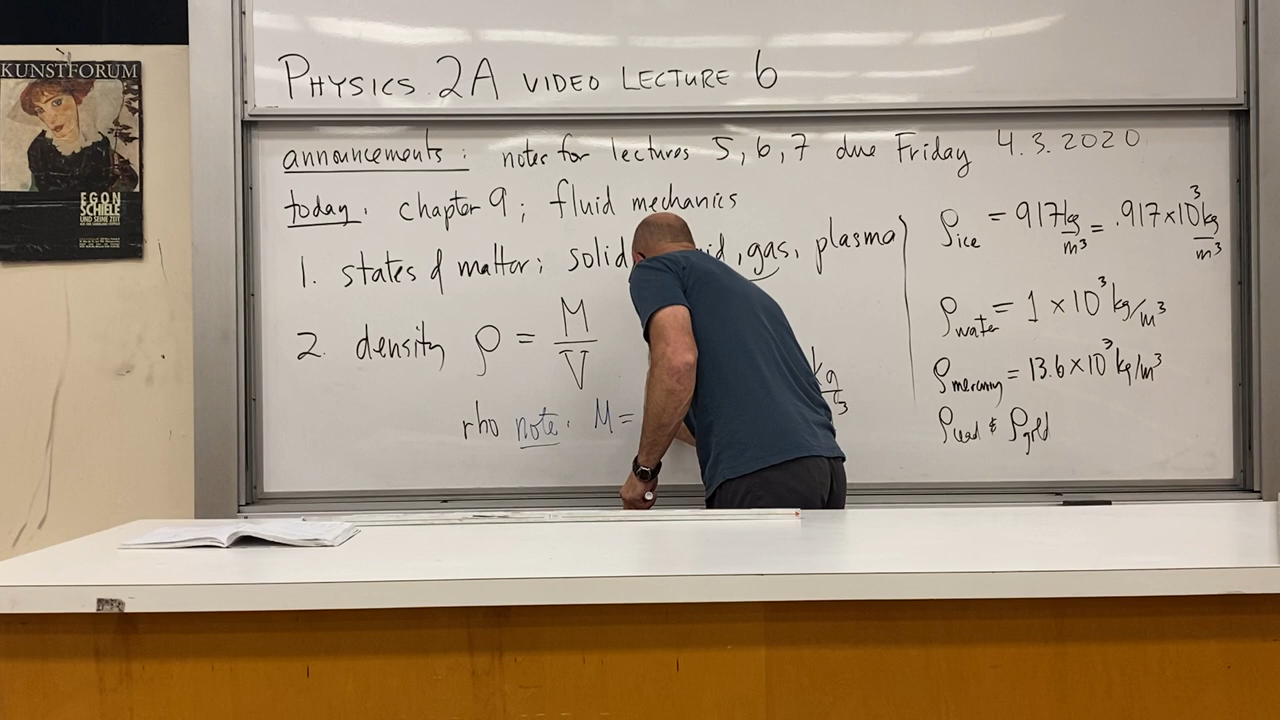 KUNSTFORUM
EGON
SCHIELE
UND SEINE ZEIT
PHYSICS 2A VIDEO LECTURE 6
announcements: notes for lectures 5, 6, 7 due Friday 4.3.2020
today. chapter 9; fluid mechanics
1. states of matter; solid, gas, plasma
2. density ρ = M/V
kg
rho note. M =
ρice = 917 kg/m³ = .917×10³ kg/m³
ρwater = 1×10³ kg/m³
ρmercury = 13.6×10³ kg/m³
ρlead & ρgold